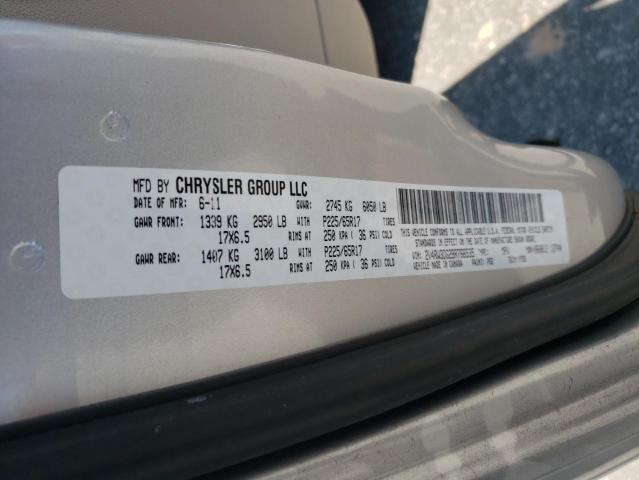 MFD BY CHRYSLER GROUP LLC
DATE OF MFR: 6-11 GVWR: 2745 KG 6050 LB
GAWR FRONT: 1339 KG 2950 LB WITH P225/65R17 TIRES
17X6.5 RIMS AT 250 KPA ( 36 PSI) COLD
GAWR REAR: 1407 KG 3100 LB WITH P225/65R17 TIRES
17X6.5 RIMS AT 250 KPA ( 36 PSI) COLD
THIS VEHICLE CONFORMS TO ALL APPLICABLE U.S.A. FEDERAL MOTOR VEHICLE SAFETY
STANDARDS IN EFFECT ON THE DATE OF MANUFACTURE SHOWN ABOVE.
VIN: TYPE:
VEHICLE MADE IN CANADA PAINT: TRIM: